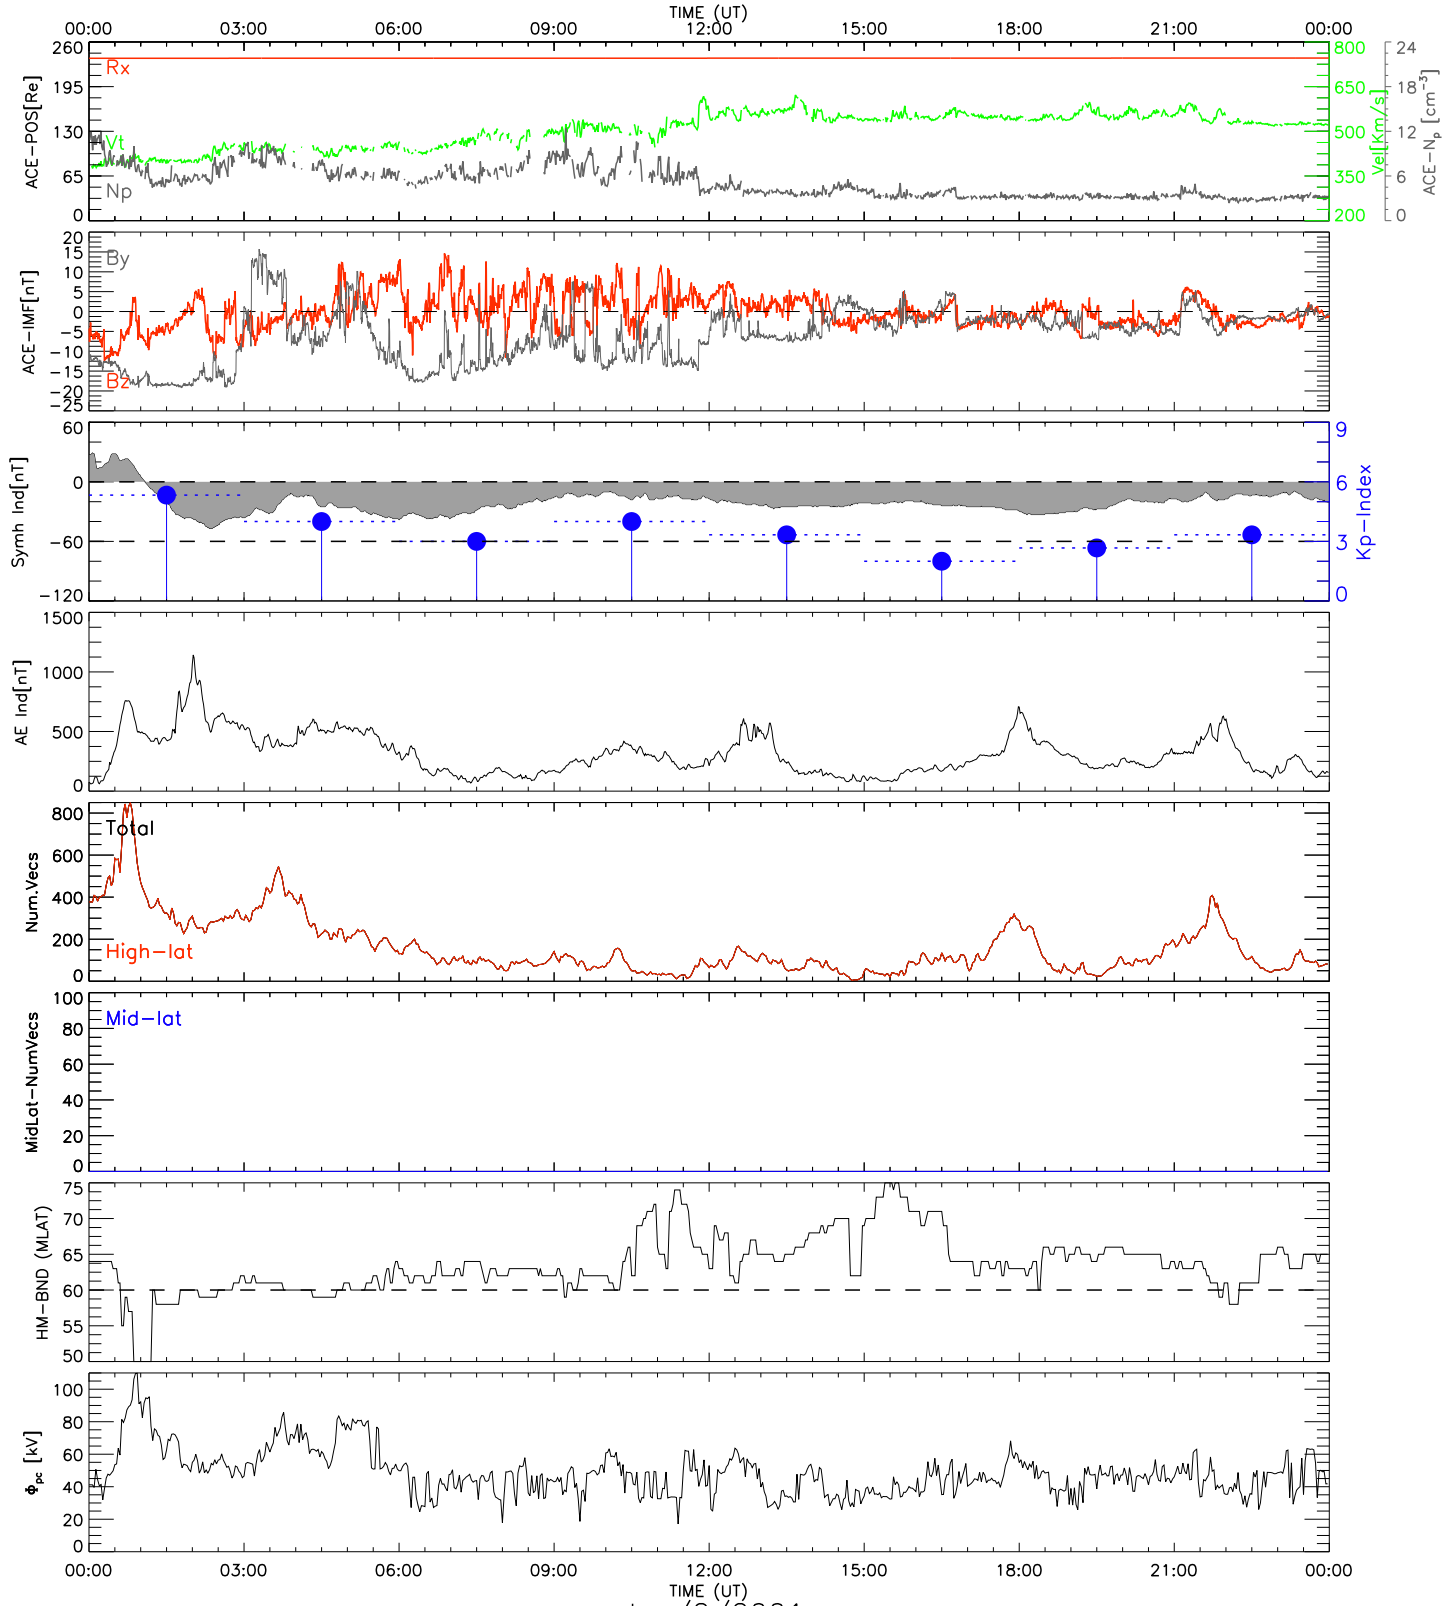 TIME (UT)
00:00 03:00 06:00 09:00 12:00 15:00 18:00 21:00 00:00
ACE-POS[Re]
260
195
130
65
0
Rx
Vt
Np
800
650
500
350
200
Vel[Km/s]
24
18
12
6
0
ACE-Np [cm-3]
ACE-IMF[nT]
20
15
10
5
0
-5
-10
-15
-20
-25
By
Bz
Symh Ind[nT]
60
0
-60
-120
9
6
3
0
Kp-Index
AE Ind[nT]
1500
1000
500
0
Num.Vecs
800
600
400
200
0
Total
High-lat
MidLat-NumVecs
100
80
60
40
20
0
Mid-lat
HM-BND (MLAT)
75
70
65
60
55
50
Φpc [kV]
100
80
60
40
20
0
00:00 03:00 06:00 09:00 12:00 15:00 18:00 21:00 00:00
TIME (UT)